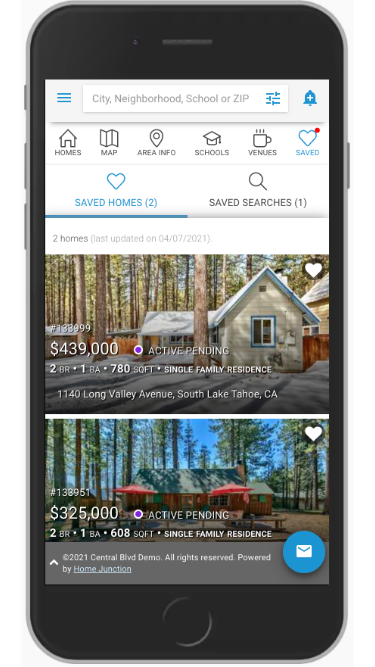 City, Neighborhood, School or ZIP
HOMES MAP AREA INFO SCHOOLS VENUES SAVED
SAVED HOMES (2) SAVED SEARCHES (1)
2 homes (last updated on 04/07/2021).
#133999
$439,000 ACTIVE PENDING
2 BR • 1 BA • 780 SQFT • SINGLE FAMILY RESIDENCE
1140 Long Valley Avenue, South Lake Tahoe, CA
#138951
$325,000 ACTIVE PENDING
2 BR • 1 BA • 608 SQFT • SINGLE FAMILY RESIDENCE
©2021 Central Blvd Demo. All rights reserved. Powered
by Home Junction